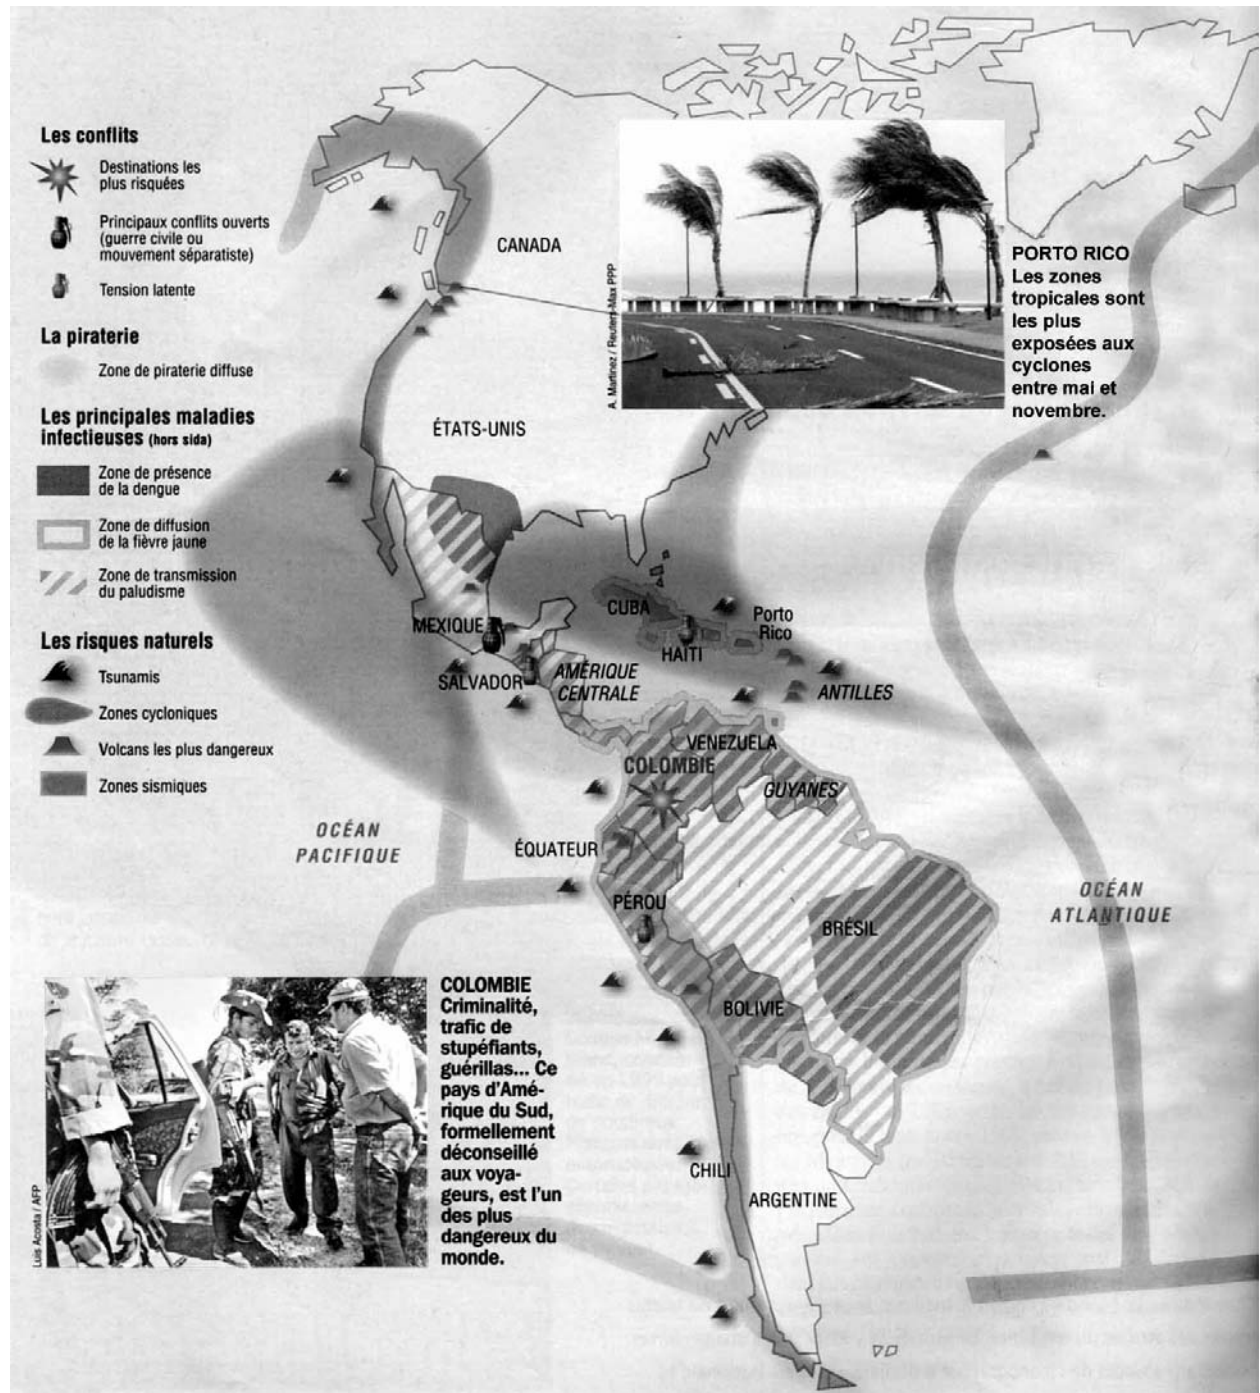 Les conflits
Destinations les
plus risquées
Principaux conflits ouverts
(guerre civile ou
mouvement séparatiste)
Tension latente
La piraterie
Zone de piraterie diffuse
Les principales maladies
infectieuses (hors sida)
Zone de présence
de la dengue
Zone de diffusion
de la fièvre jaune
Zone de transmission
du paludisme
Les risques naturels
Tsunamis
Zones cycloniques
Volcans les plus dangereux
Zones sismiques
CANADA
ÉTATS-UNIS
A. Martinez / Reuters-Max PPP
PORTO RICO
Les zones
tropicales sont
les plus
exposées aux
cyclones
entre mai et
novembre.
MEXIQUE
CUBA
Porto
Rico
HAÏTI
SALVADOR
AMÉRIQUE
CENTRALE
ANTILLES
VENEZUELA
COLOMBIE
GUYANES
OCÉAN
PACIFIQUE
ÉQUATEUR
PÉROU
BRÉSIL
OCÉAN
ATLANTIQUE
BOLIVIE
CHILI
ARGENTINE
Luis Acosta / AFP
COLOMBIE
Criminalité,
trafic de
stupéfiants,
guérillas... Ce
pays d'Amé-
rique du Sud,
formellement
déconseillé
aux voya-
geurs, est l'un
des plus
dangereux du
monde.